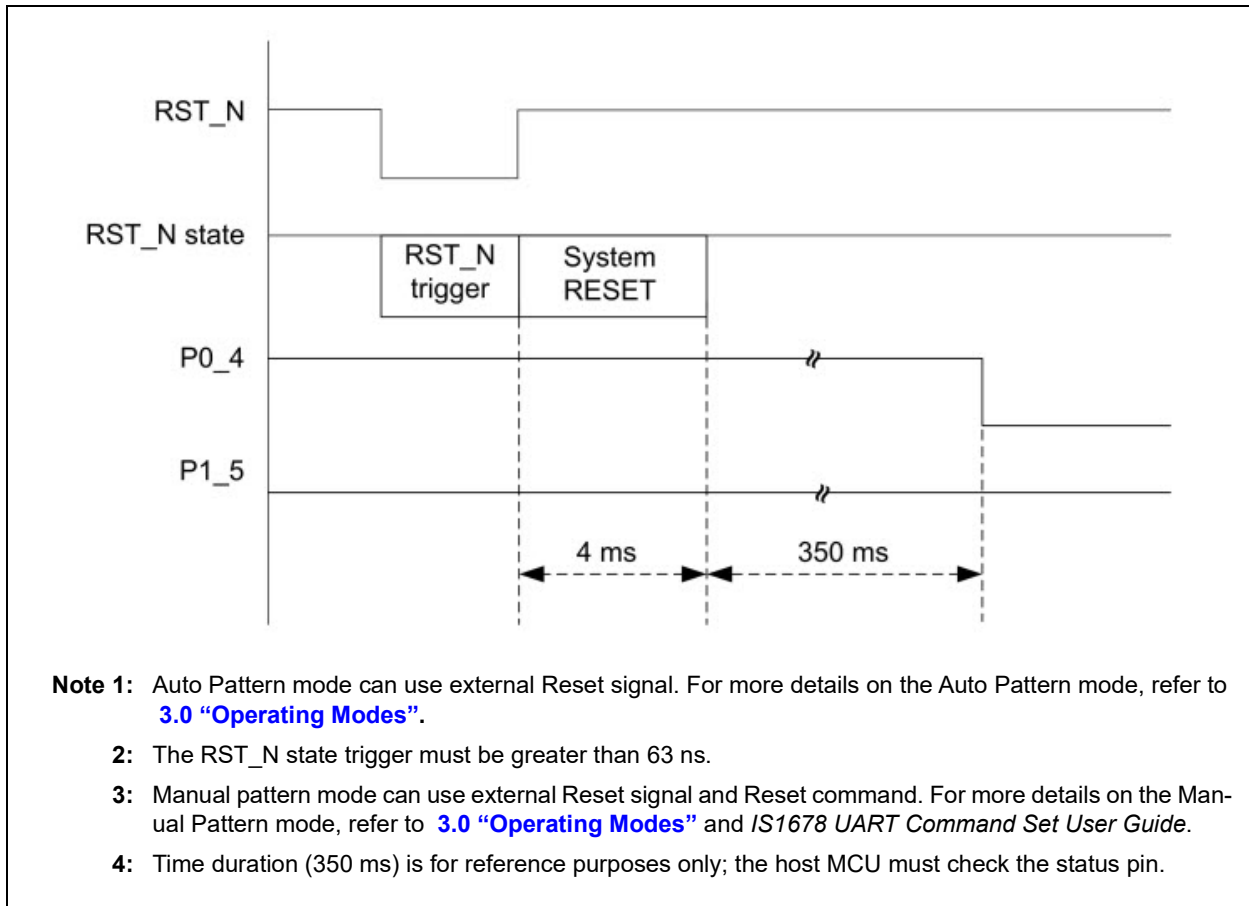 RST_N
RST_N state
RST_N
trigger
System
RESET
P0_4
P1_5
4 ms
350 ms
Note 1: Auto Pattern mode can use external Reset signal. For more details on the Auto Pattern mode, refer to
3.0 “Operating Modes”.
2: The RST_N state trigger must be greater than 63 ns.
3: Manual pattern mode can use external Reset signal and Reset command. For more details on the Man-
ual Pattern mode, refer to 3.0 “Operating Modes” and IS1678 UART Command Set User Guide.
4: Time duration (350 ms) is for reference purposes only; the host MCU must check the status pin.